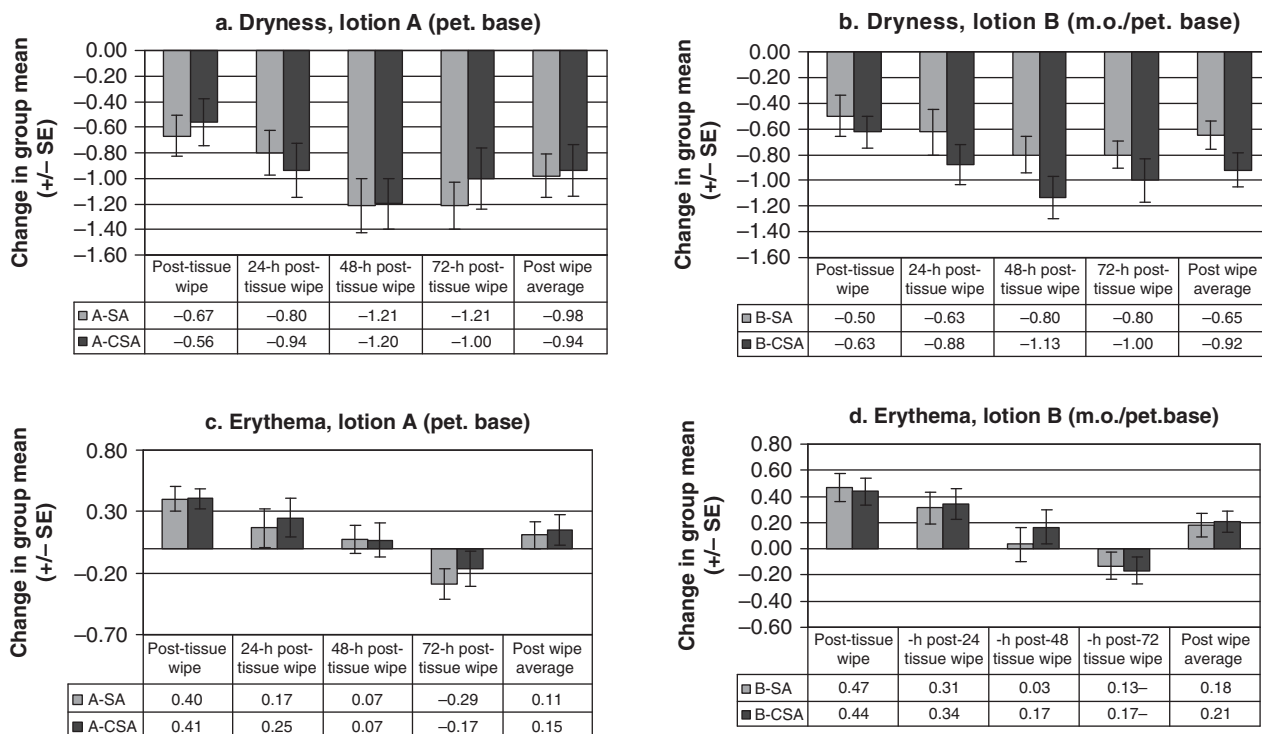 a. Dryness, lotion A (pet. base)
Change in group mean
(+/– SE)
0.00
–0.20
–0.40
–0.60
–0.80
–1.00
–1.20
–1.40
–1.60
Post-tissue wipe 24-h post-tissue wipe 48-h post-tissue wipe 72-h post-tissue wipe Post wipe average
A-SA –0.67 –0.80 –1.21 –1.21 –0.98
A-CSA –0.56 –0.94 –1.20 –1.00 –0.94
b. Dryness, lotion B (m.o./pet. base)
Change in group mean
(+/– SE)
0.00
–0.20
–0.40
–0.60
–0.80
–1.00
–1.20
–1.40
–1.60
Post-tissue wipe 24-h post-tissue wipe 48-h post-tissue wipe 72-h post-tissue wipe Post wipe average
B-SA –0.50 –0.63 –0.80 –0.80 –0.65
B-CSA –0.63 –0.88 –1.13 –1.00 –0.92
c. Erythema, lotion A (pet. base)
Change in group mean
(+/– SE)
0.80
0.30
–0.20
–0.70
Post-tissue wipe 24-h post-tissue wipe 48-h post-tissue wipe 72-h post-tissue wipe Post wipe average
A-SA 0.40 0.17 0.07 –0.29 0.11
A-CSA 0.41 0.25 0.07 –0.17 0.15
d. Erythema, lotion B (m.o./pet.base)
Change in group mean
(+/– SE)
0.80
0.60
0.40
0.20
0.00
–0.20
–0.40
–0.60
Post-tissue wipe -h post-24 tissue wipe -h post-48 tissue wipe -h post-72 tissue wipe Post wipe average
B-SA 0.47 0.31 0.03 0.13– 0.18
B-CSA 0.44 0.34 0.17 0.17– 0.21